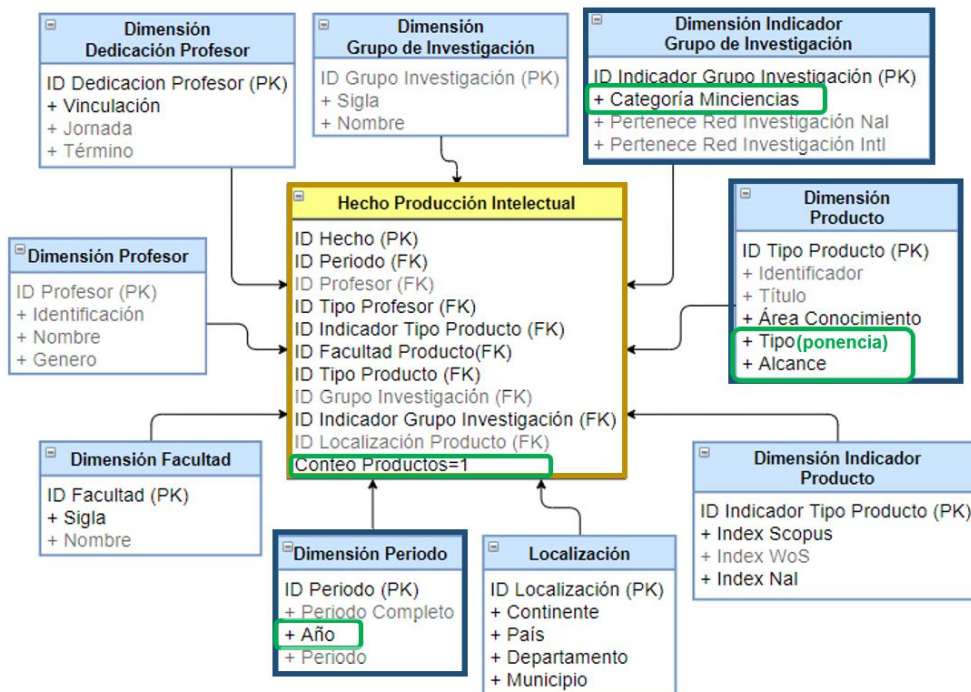 Dimensión
Dedicación Profesor
ID Dedicacion Profesor (PK)
+ Vinculación
+ Jornada
+ Término
Dimensión
Grupo de Investigación
ID Grupo Investigación (PK)
+ Sigla
+ Nombre
Dimensión Indicador
Grupo de Investigación
ID Indicador Grupo Investigación (PK)
+ Categoría Minciencias
+ Pertenece Red Investigación Nal
+ Pertenece Red Investigación Intl
Hecho Producción Intelectual
ID Hecho (PK)
ID Periodo (FK)
ID Profesor (FK)
ID Tipo Profesor (FK)
ID Indicador Tipo Producto (FK)
ID Facultad Producto(FK)
ID Tipo Producto (FK)
ID Grupo Investigación (FK)
ID Indicador Grupo Investigación (FK)
ID Localización Producto (FK)
Conteo Productos=1
Dimensión
Producto
ID Tipo Producto (PK)
+ Identificador
+ Título
+ Área Conocimiento
+ Tipo(ponencia)
+ Alcance
Dimensión Profesor
ID Profesor (PK)
+ Identificación
+ Nombre
+ Genero
Dimensión Facultad
ID Facultad (PK)
+ Sigla
+ Nombre
Dimensión Periodo
ID Periodo (PK)
+ Periodo Completo
+ Año
+ Periodo
Localización
ID Localización (PK)
+ Continente
+ País
+ Departamento
+ Municipio
Dimensión Indicador
Producto
ID Indicador Tipo Producto (PK)
+ Index Scopus
+ Index WoS
+ Index Nal